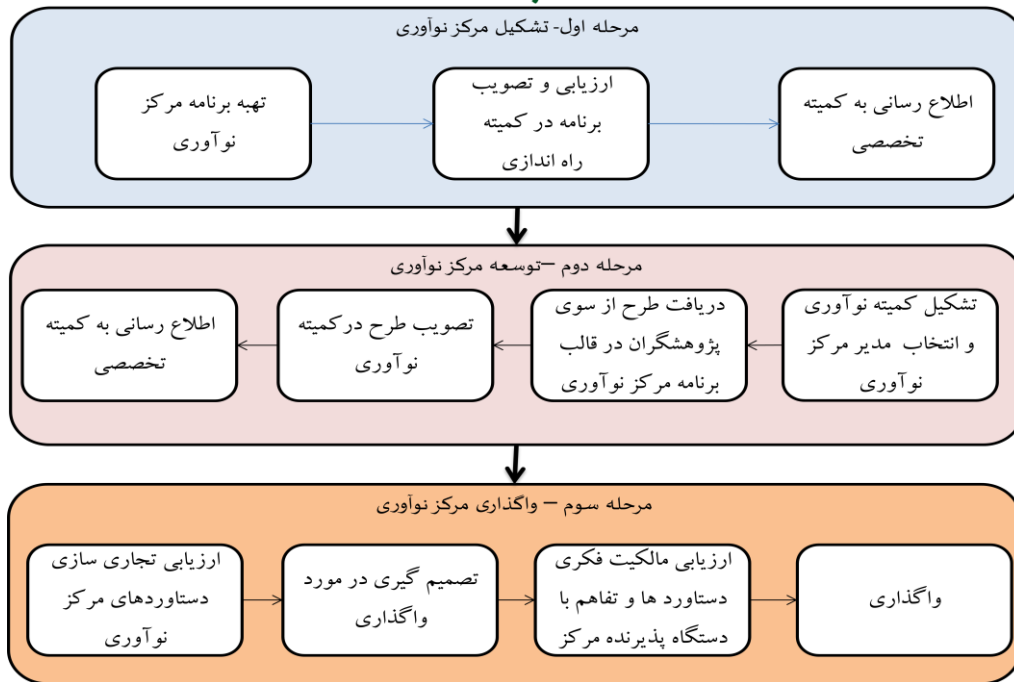 مرحله اول- تشکیل مرکز نوآوری
تهبه برنامه مرکز
نوآوری
ارزیابی و تصویب
برنامه در کمیته
راه اندازی
اطلاع رسانی به کمیته
تخصصی
مرحله دوم –توسعه مرکز نوآوری
تشکیل کمیته نوآوری
و انتخاب مدیر مرکز
نوآوری
دریافت طرح از سوی
پژوهشگران در قالب
برنامه مرکز نوآوری
تصویب طرح درکمیته
نوآوری
اطلاع رسانی به کمیته
تخصصی
مرحله سوم – واگذاری مرکز نوآوری
ارزیابی تجاری سازی
دستاوردهای مرکز
نوآوری
تصمیم گیری در مورد
واگذاری
ارزیابی مالکیت فکری
دستاورد ها و تفاهم با
دستگاه پذیرنده مرکز
واگذاری